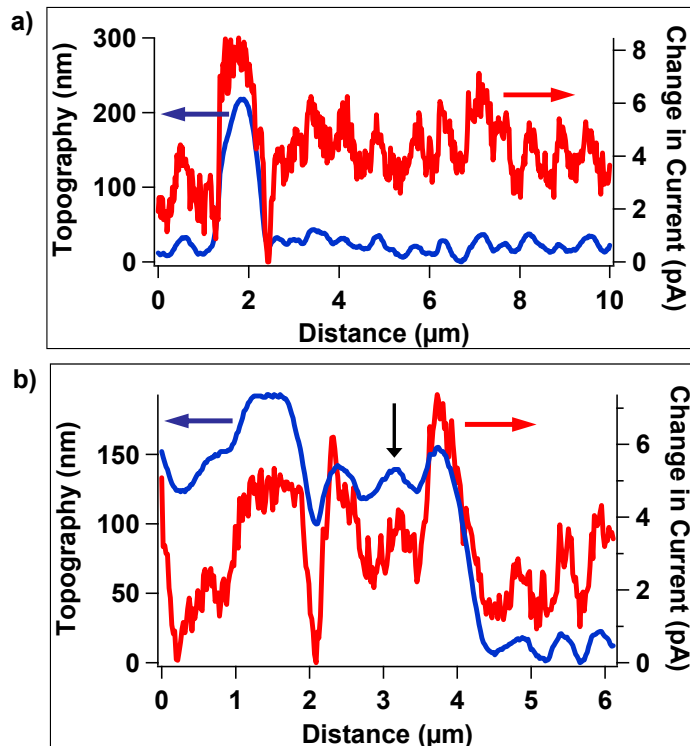 a)
300
200
100
0
Topography (nm)
8
6
4
2
0
Change in Current (pA)
0 2 4 6 8 10
Distance (µm)
b)
150
100
50
0
Topography (nm)
6
4
2
0
Change in Current (pA)
0 1 2 3 4 5 6
Distance (µm)